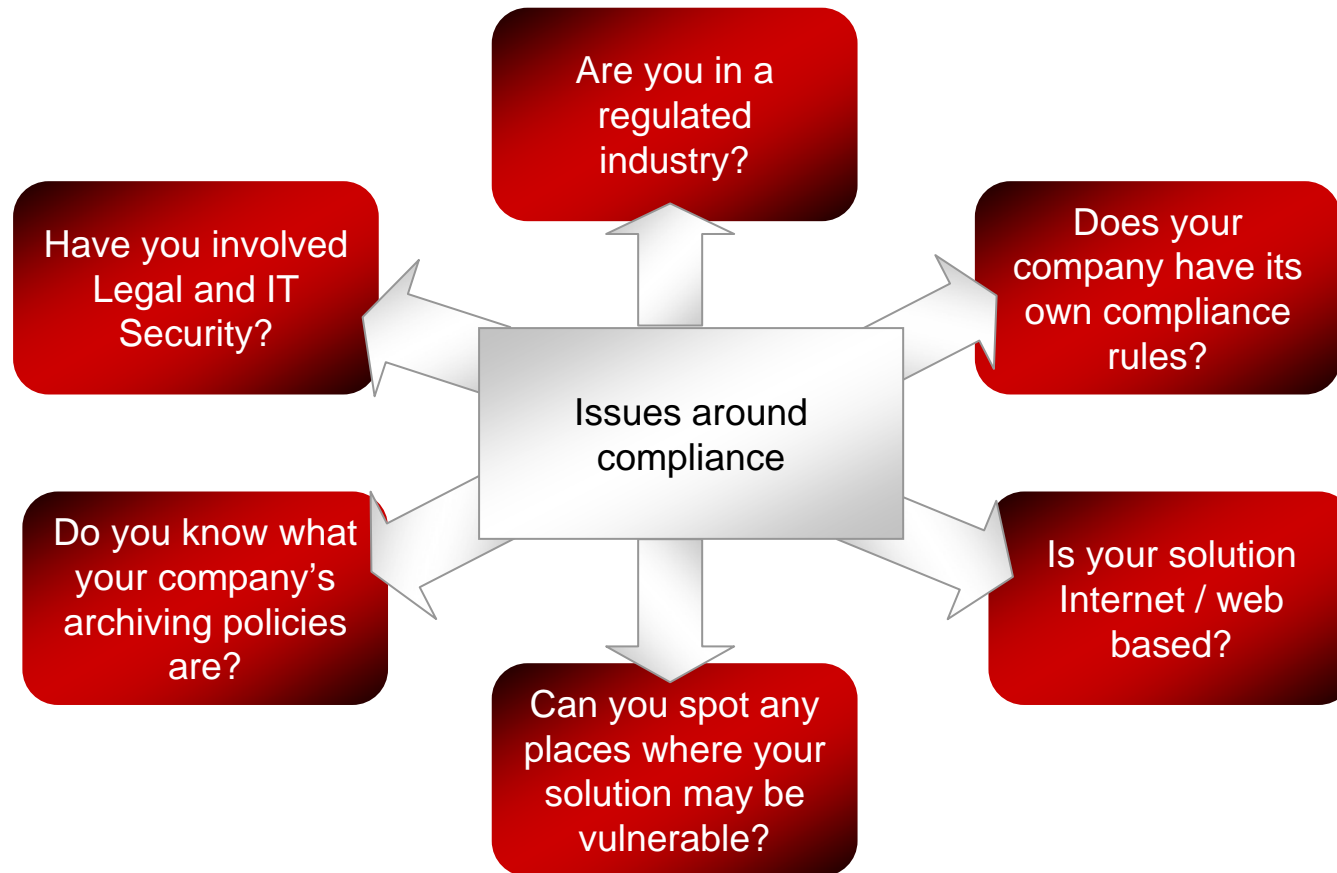 Are you in a
regulated
industry?
Have you involved
Legal and IT
Security?
Does your
company have its
own compliance
rules?
Issues around
compliance
Do you know what
your company’s
archiving policies
are?
Is your solution
Internet / web
based?
Can you spot any
places where your
solution may be
vulnerable?